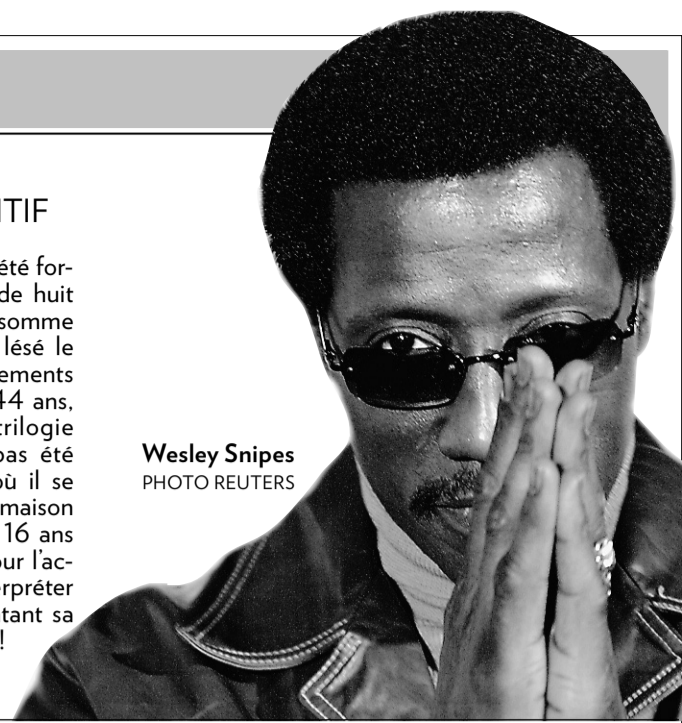 ITIF
été for-
de huit
somme
lésé le
ements
44 ans,
trilogie
pas été
où il se
maison
16 ans
our l'ac-
erpréter
tant sa
!
Wesley Snipes
PHOTO REUTERS